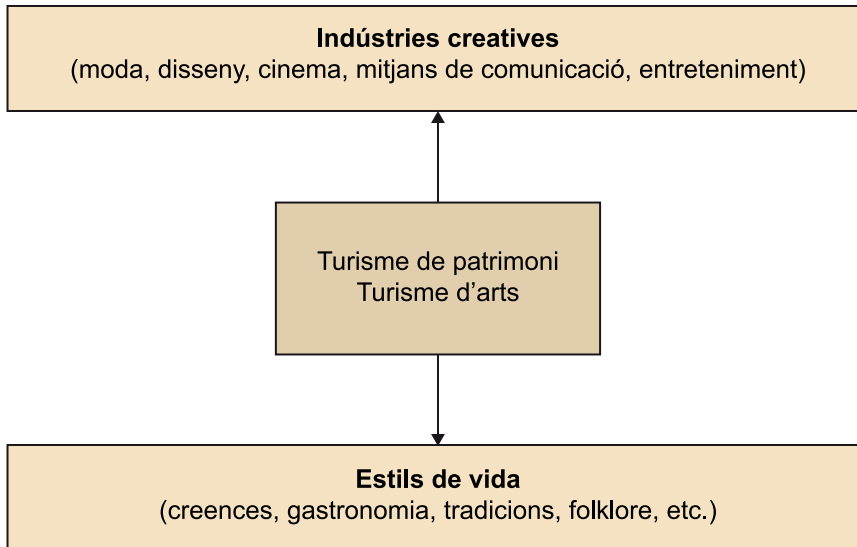 Indústries creatives
(moda, disseny, cinema, mitjans de comunicació, entreteniment)
Turisme de patrimoni
Turisme d’arts
Estils de vida
(creences, gastronomia, tradicions, folklore, etc.)